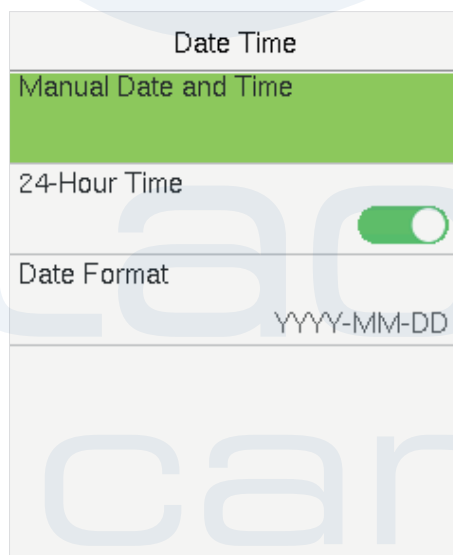 Date Time
Manual Date and Time
24-Hour Time
Date Format
YYYY-MM-DD